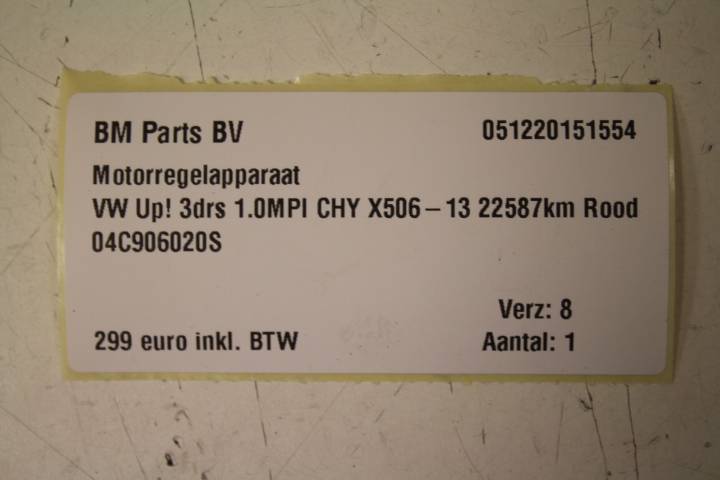 BM Parts BV 051220151554
Motorregelapparaat
VW Up! 3drs 1.0MPI CHY X506 – 13 22587km Rood
04C906020S
Verz: 8
299 euro inkl. BTW Aantal: 1